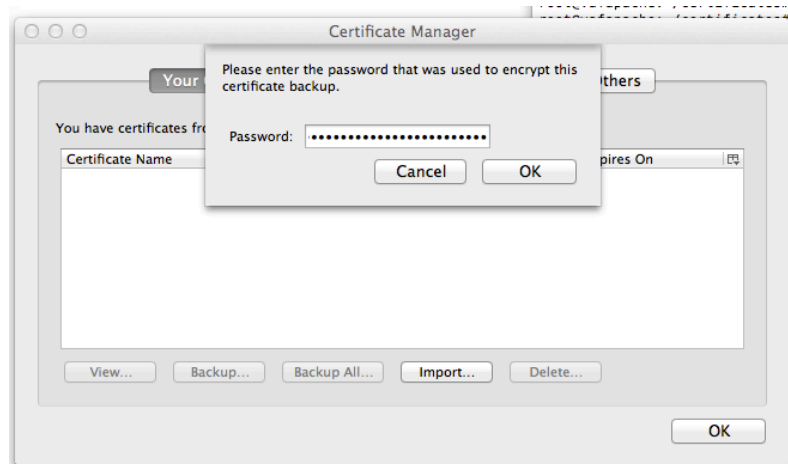 Certificate Manager
Please enter the password that was used to encrypt this
certificate backup.
Your
thers
You have certificates fr
Password: ••••••••••••••••••••••••
Cancel OK
Certificate Name
pires On
View... Backup... Backup All... Import... Delete...
OK